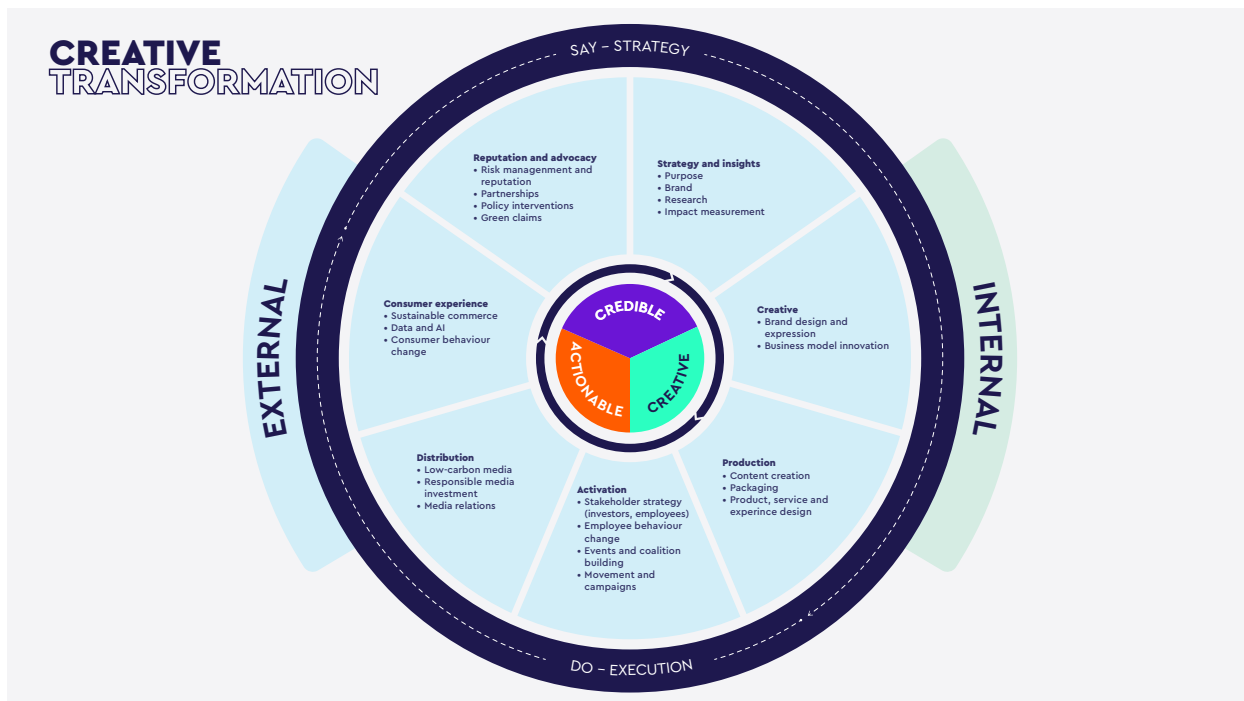 CREATIVE
TRANSFORMATION
SAY – STRATEGY
EXTERNAL
INTERNAL
Reputation and advocacy
• Risk managenment and
reputation
• Partnerships
• Policy interventions
• Green claims
Strategy and insights
• Purpose
• Brand
• Research
• Impact measurement
Consumer experience
• Sustainable commerce
• Data and AI
• Consumer behaviour
change
CREDIBLE
ACTIONABLE
CREATIVE
Creative
• Brand design and
expression
• Business model innovation
Distribution
• Low-carbon media
• Responsible media
investment
• Media relations
Activation
• Stakeholder strategy
(investors, employees)
• Employee behaviour
change
• Events and coalition
building
• Movement and
campaigns
Production
• Content creation
• Packaging
• Product, service and
experince design
DO – EXECUTION